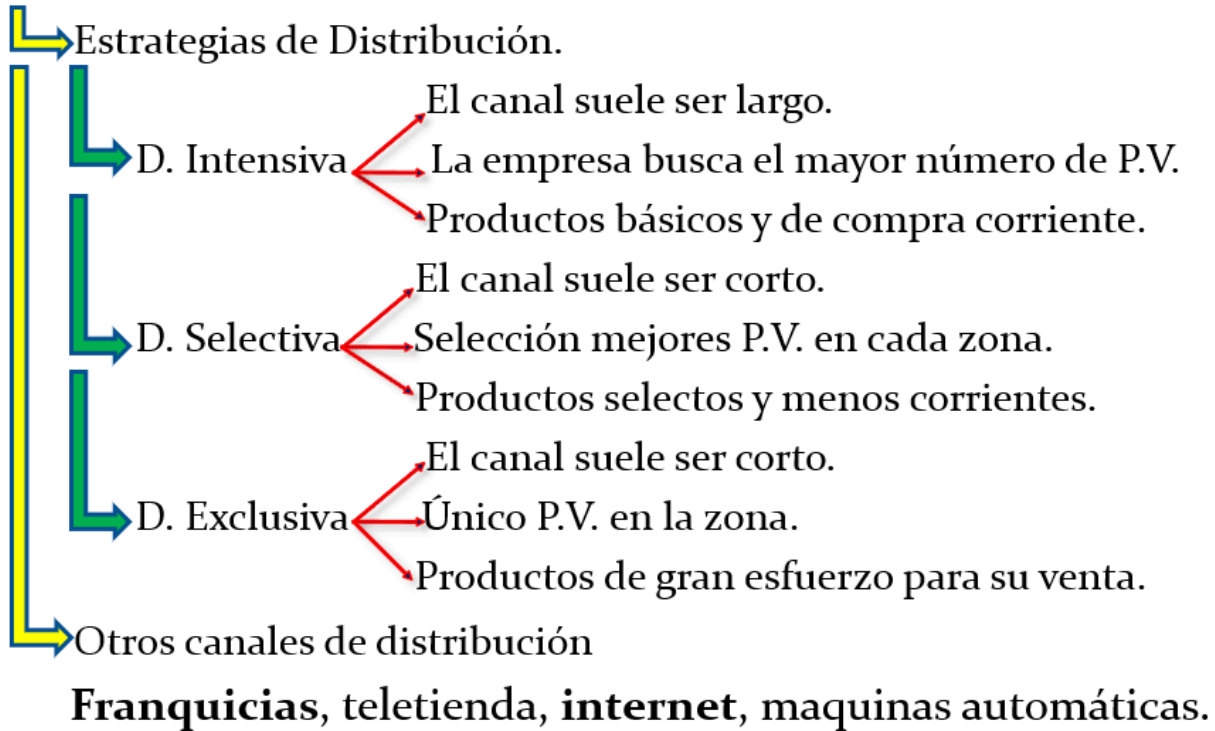 Estrategias de Distribución.
El canal suele ser largo.
D. Intensiva La empresa busca el mayor número de P.V.
Productos básicos y de compra corriente.
El canal suele ser corto.
D. Selectiva Selección mejores P.V. en cada zona.
Productos selectos y menos corrientes.
El canal suele ser corto.
D. Exclusiva Único P.V. en la zona.
Productos de gran esfuerzo para su venta.
Otros canales de distribución
Franquicias, teletienda, internet, maquinas automáticas.